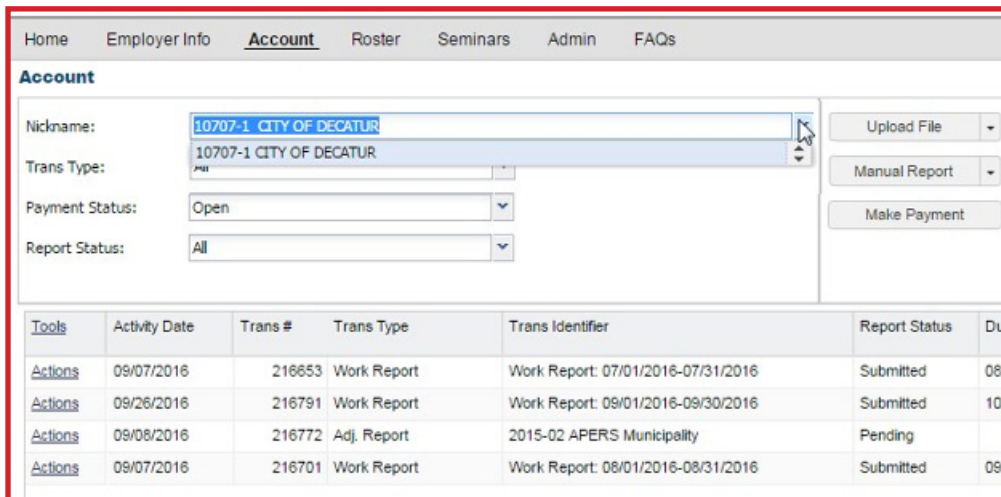 Home Employer Info Account Roster Seminars Admin FAQs
Account
Nickname: 10707-1 CITY OF DECATUR Upload File
10707-1 CITY OF DECATUR
Trans Type: All Manual Report
Payment Status: Open Make Payment
Report Status: All
Tools Activity Date Trans # Trans Type Trans Identifier Report Status Du
Actions 09/07/2016 216653 Work Report Work Report: 07/01/2016-07/31/2016 Submitted 08
Actions 09/26/2016 216791 Work Report Work Report: 09/01/2016-09/30/2016 Submitted 10
Actions 09/08/2016 216772 Adj. Report 2015-02 APERS Municipality Pending
Actions 09/07/2016 216701 Work Report Work Report: 08/01/2016-08/31/2016 Submitted 09